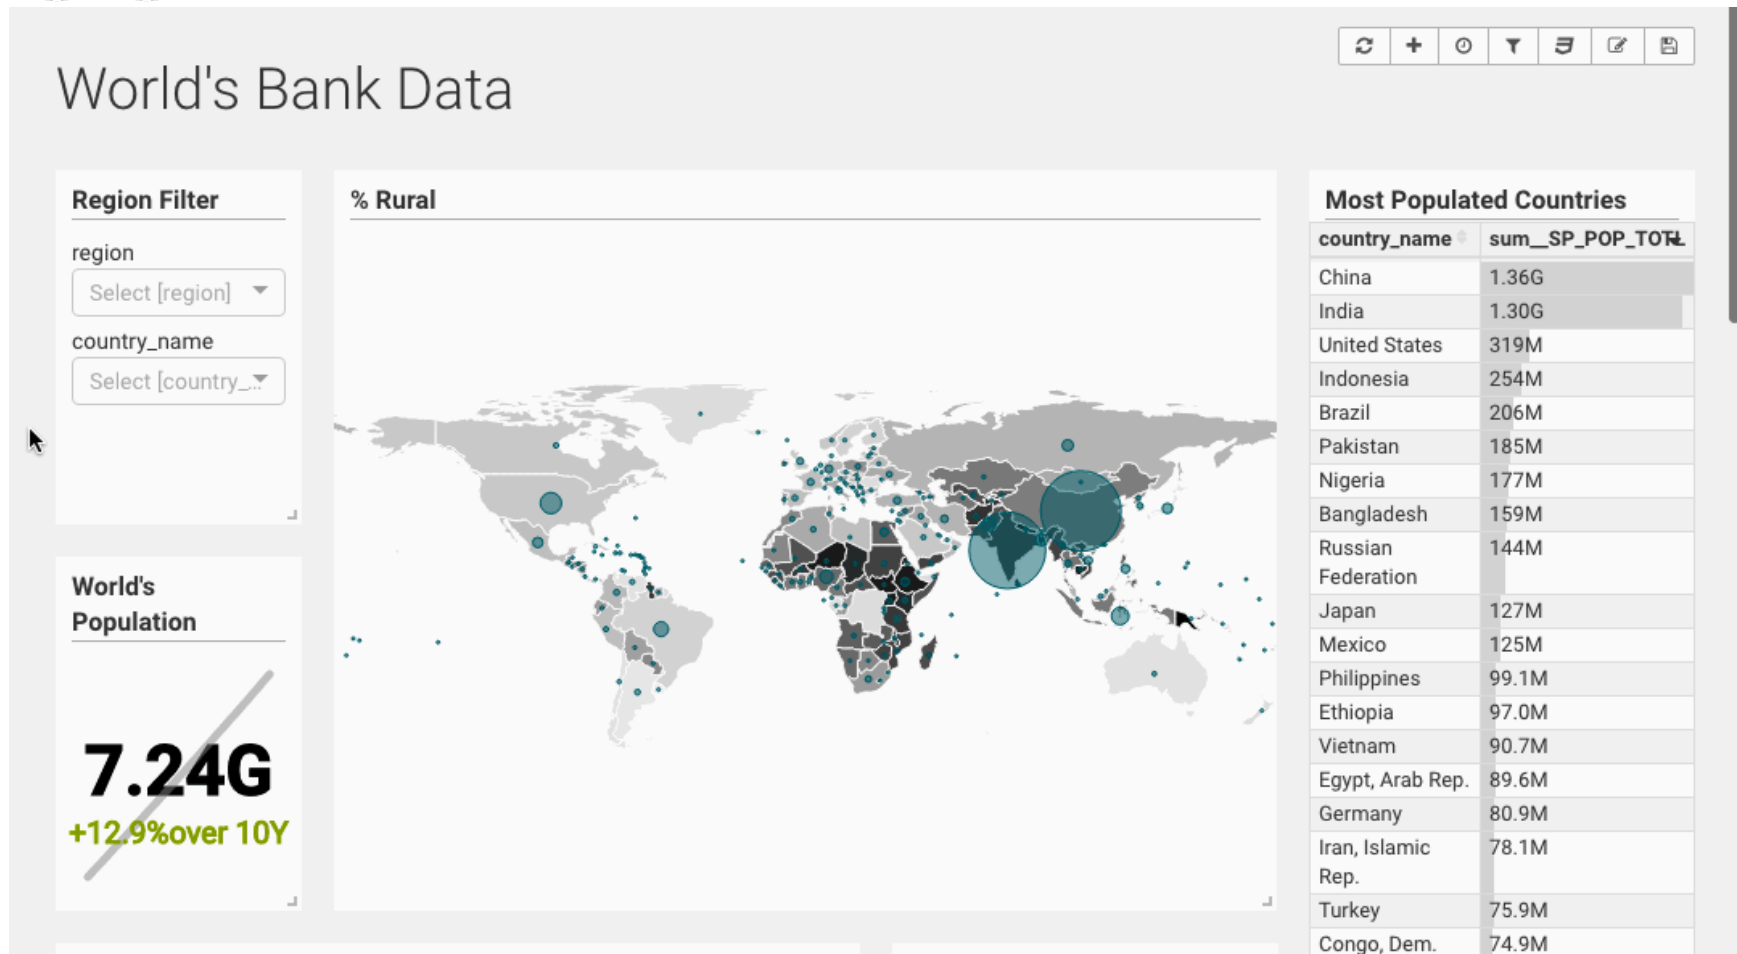 World's Bank Data
Region Filter
region
Select [region]
country_name
Select [country_...
World's
Population
7.24G
+12.9%over 10Y
% Rural
Most Populated Countries
country_name sum__SP_POP_TOTL
China 1.36G
India 1.30G
United States 319M
Indonesia 254M
Brazil 206M
Pakistan 185M
Nigeria 177M
Bangladesh 159M
Russian 144M
Federation
Japan 127M
Mexico 125M
Philippines 99.1M
Ethiopia 97.0M
Vietnam 90.7M
Egypt, Arab Rep. 89.6M
Germany 80.9M
Iran, Islamic 78.1M
Rep.
Turkey 75.9M
Congo, Dem. 74.9M